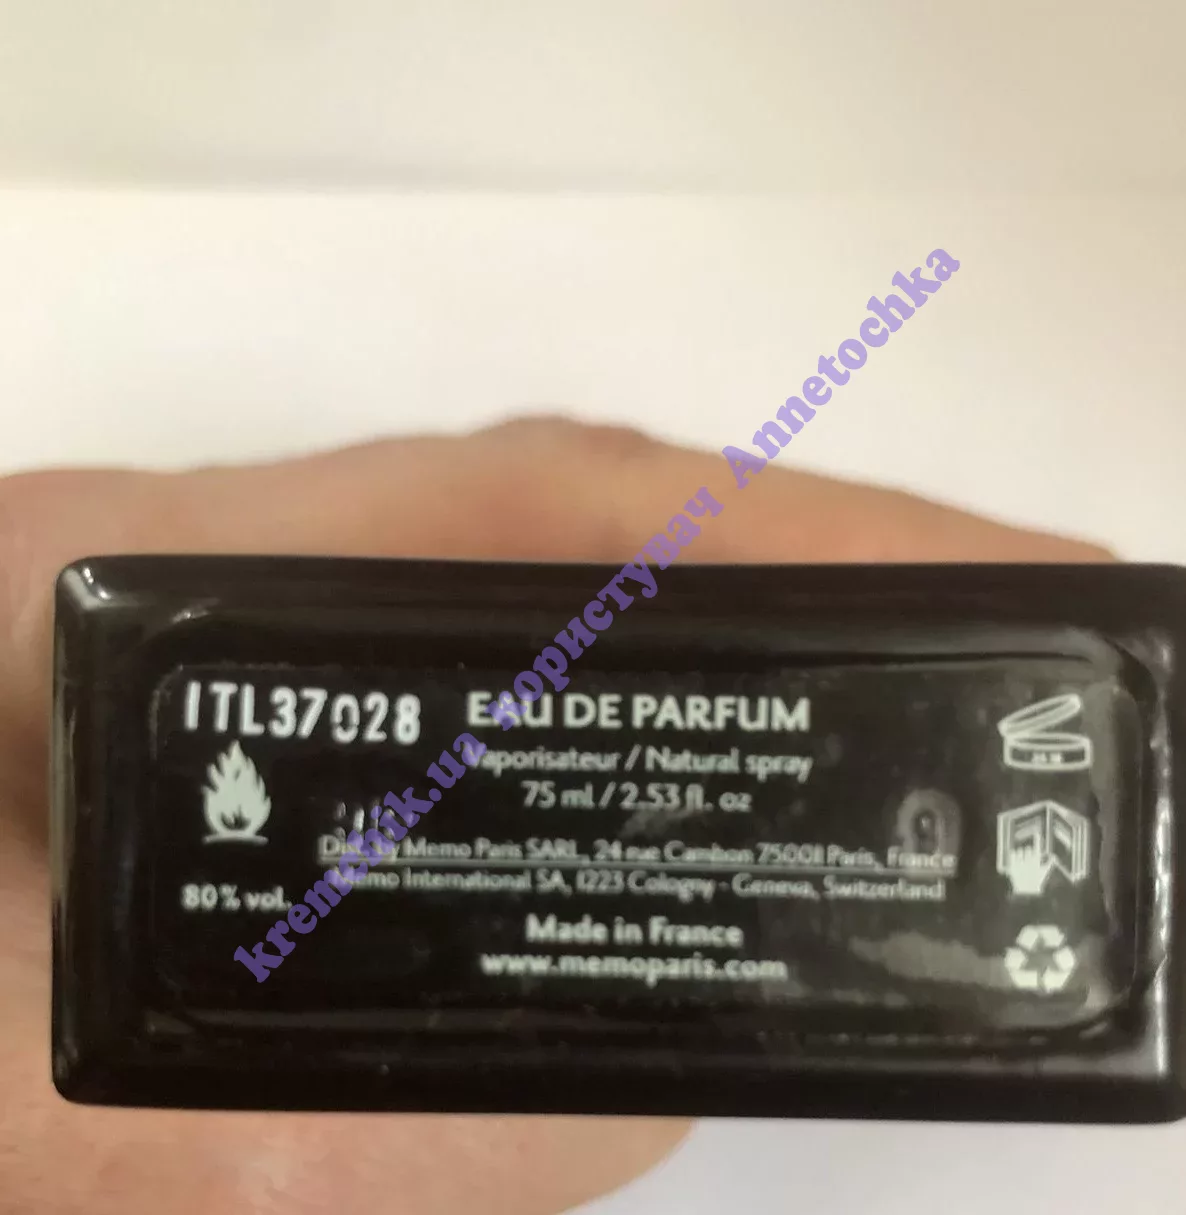 ITL37028
EAU DE PARFUM
Vaporisateur / Natural spray
75 ml / 2.53 fl. oz
Dist. by Memo Paris SARL, 24 rue Cambon 75001 Paris, France
Memo International SA, 1223 Cologny - Geneva, Switzerland
80% vol.
Made in France
www.memoparis.com
kremchik.ua користувач Annetochka